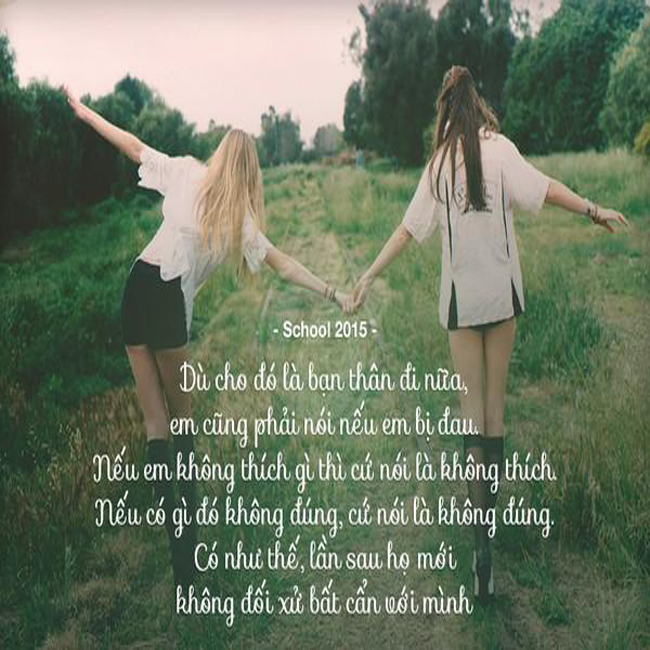 - School 2015 -
Dù cho đó là bạn thân đi nữa,
em cũng phải nói nếu em bị đau.
Nếu em không thích gì thì cứ nói là không thích.
Nếu có gì đó không đúng, cứ nói là không đúng.
Có như thế, lần sau họ mới
không đối xử bất cẩn với mình